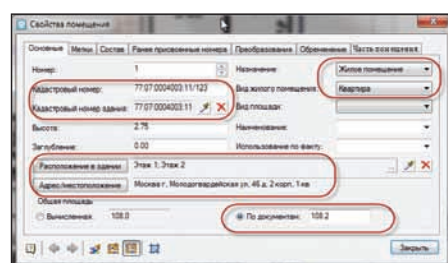 Свойства помещения
Основные Метки Состав Ранее присвоенные номера Преобразования Обременение Часть помещения
Номер: 1 Назначение: Жилое помещение
Кадастровый номер: 77:07:0004003:11/123 Вид жилого помещения: Квартира
Кадастровый номер здания: 77:07:0004003:11 Вид площади:
Высота: 2.75 Наименование:
Заглубление: 0.00 Использование по факту:
Расположение в здании Этаж 1; Этаж 2
Адрес/местоположение Москва г, Молодогвардейская ул, 46 д, 2 корп, 1 кв
Общая площадь
Вычисленная: 108.0 По документам: 108.2
Закрыть